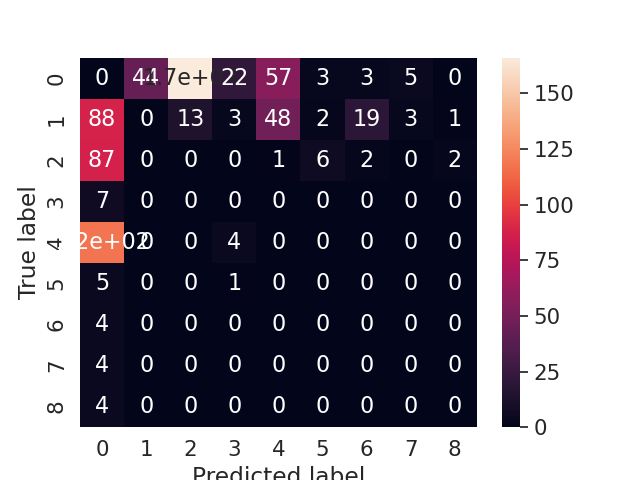 0 0 44 22 57 3 3 5 0
1 88 0 13 3 48 2 19 3 1
2 87 0 0 0 1 6 2 0 2
3 7 0 0 0 0 0 0 0 0
4 2e+02 0 0 4 0 0 0 0 0
5 5 0 0 1 0 0 0 0 0
6 4 0 0 0 0 0 0 0 0
7 4 0 0 0 0 0 0 0 0
8 4 0 0 0 0 0 0 0 0
0 1 2 3 4 5 6 7 8
Predicted label
True label
150
125
100
75
50
25
0